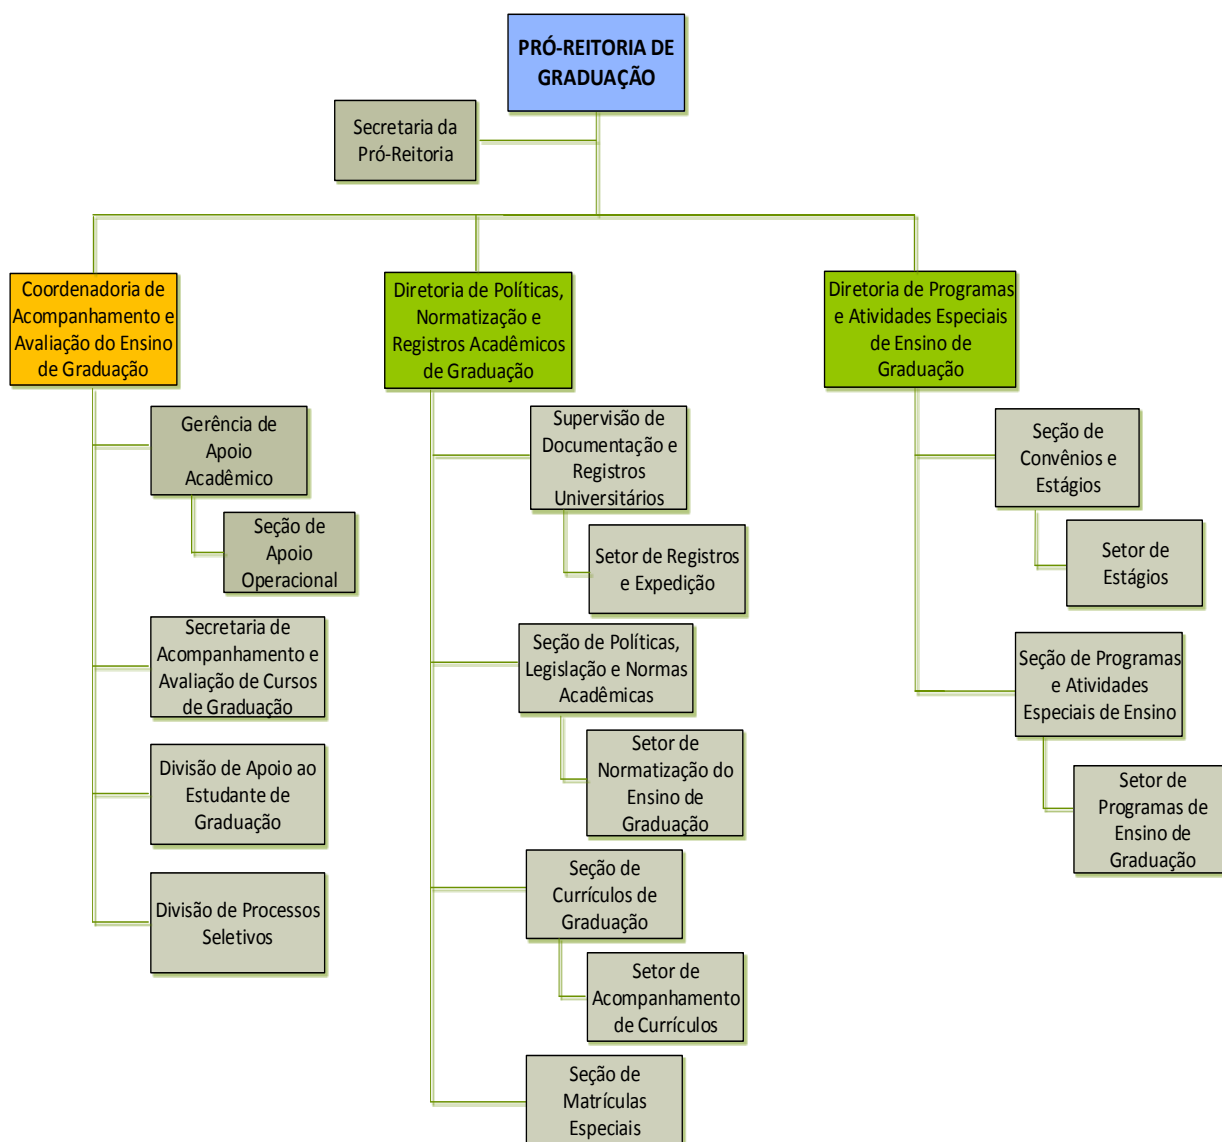 PRÓ-REITORIA DE
GRADUAÇÃO
Secretaria da
Pró-Reitoria
Coordenadoria de
Acompanhamento e
Avaliação do Ensino
de Graduação
Gerência de
Apoio
Acadêmico
Seção de
Apoio
Operacional
Secretaria de
Acompanhamento e
Avaliação de Cursos
de Graduação
Divisão de Apoio ao
Estudante de
Graduação
Divisão de Processos
Seletivos
Diretoria de Políticas,
Normatização e
Registros Acadêmicos
de Graduação
Supervisão de
Documentação e
Registros
Universitários
Setor de Registros
e Expedição
Seção de Políticas,
Legislação e Normas
Acadêmicas
Setor de
Normatização do
Ensino de
Graduação
Seção de
Currículos de
Graduação
Setor de
Acompanhamento
de Currículos
Seção de
Matrículas
Especiais
Diretoria de Programas
e Atividades Especiais
de Ensino de
Graduação
Seção de
Convênios e
Estágios
Setor de
Estágios
Seção de Programas
e Atividades
Especiais de Ensino
Setor de
Programas de
Ensino de
Graduação